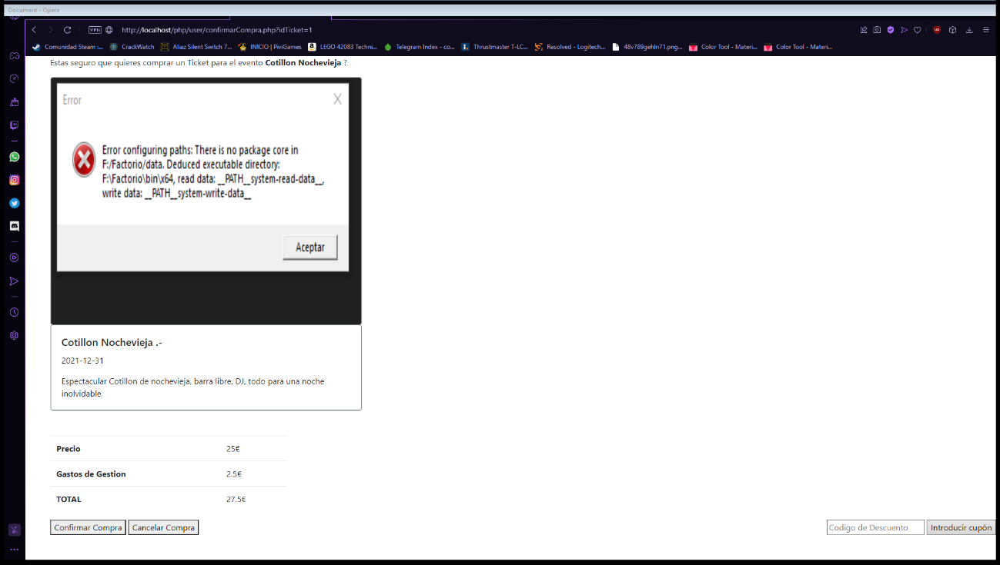 Document - Opera
VPN
http://localhost/php/user/confirmarCompra.php?idTicket=1
Comunidad Steam :...
CrackWatch
Aliaz Silent Switch 7...
INICIO | PiviGames
LEGO 42083 Techni...
Telegram Index - co...
Thrustmaster T-LC...
Resolved - Logitech...
48v789gehln71.png...
Color Tool - Materi...
Color Tool - Materi...
Estas seguro que quieres comprar un Ticket para el evento Cotillon Nochevieja ?
Error
X
Error configuring paths: There is no package core in
F:/Factorio/data. Deduced executable directory:
F:\Factorio\bin\x64, read data: __PATH__system-read-data__,
write data: __PATH__system-write-data__
Aceptar
Cotillon Nochevieja .-
2021-12-31
Espectacular Cotillon de nochevieja, barra libre, DJ, todo para una noche
inolvidable
Precio 25€
Gastos de Gestion 2.5€
TOTAL 27.5€
Confirmar Compra
Cancelar Compra
Codigo de Descuento
Introducir cupón